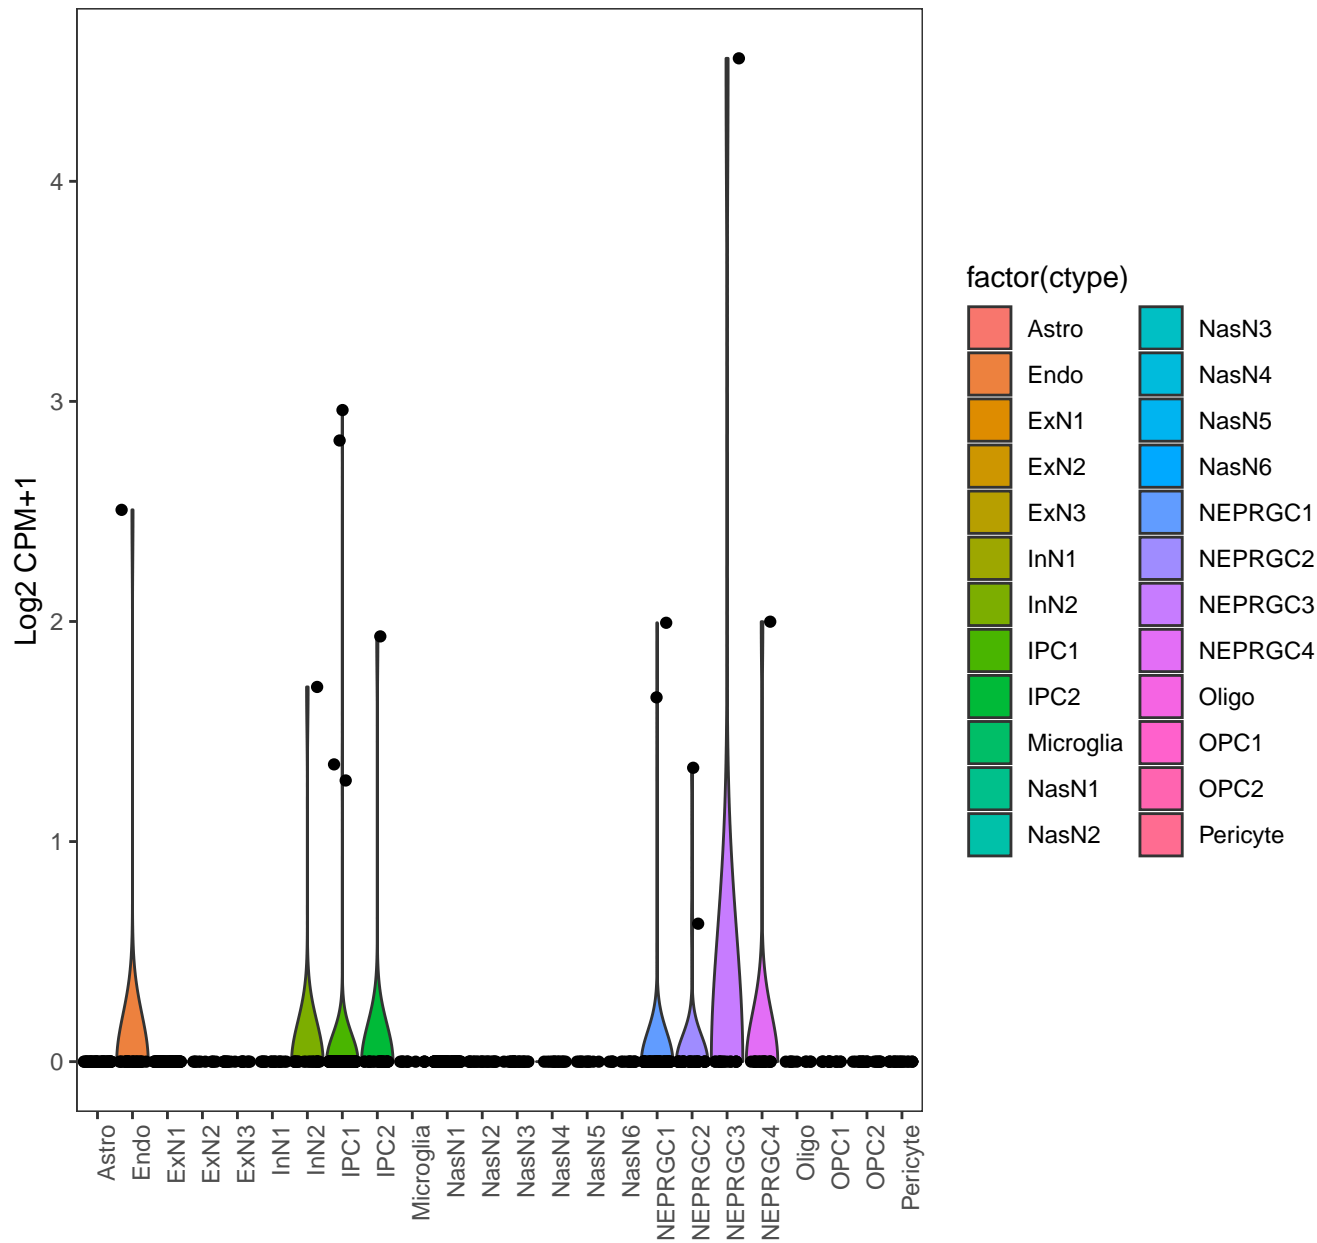 4
3
2
1
0
Log2 CPM+1
Astro
Endo
ExN1
ExN2
ExN3
InN1
InN2
IPC1
IPC2
Microglia
NasN1
NasN2
NasN3
NasN4
NasN5
NasN6
NEPRGC1
NEPRGC2
NEPRGC3
NEPRGC4
Oligo
OPC1
OPC2
Pericyte
factor(ctype)
Astro
Endo
ExN1
ExN2
ExN3
InN1
InN2
IPC1
IPC2
Microglia
NasN1
NasN2
NasN3
NasN4
NasN5
NasN6
NEPRGC1
NEPRGC2
NEPRGC3
NEPRGC4
Oligo
OPC1
OPC2
Pericyte